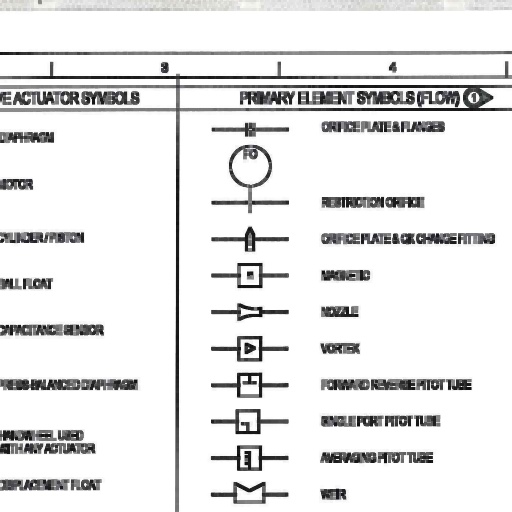 3
4
VE ACTUATOR SYMBOLS
DIAPHRAGM
MOTOR
CYLINDER / PISTON
BALL FLOAT
CAPACITANCE SENSOR
PRESS-BALANCED DIAPHRAGM
HANDWHEEL USED
WITH ANY ACTUATOR
DISPLACEMENT FLOAT
PRIMARY ELEMENT SYMBOLS (FLOW) 1
ORIFICE PLATE & FLANGES
FO
RESTRICTION ORIFICE
ORIFICE PLATE & QK CHANGE FITTING
MAGNETIC
NOZZLE
VORTEX
FORWARD REVERSE PITOT TUBE
SINGLE PORT PITOT TUBE
AVERAGING PITOT TUBE
WEIR